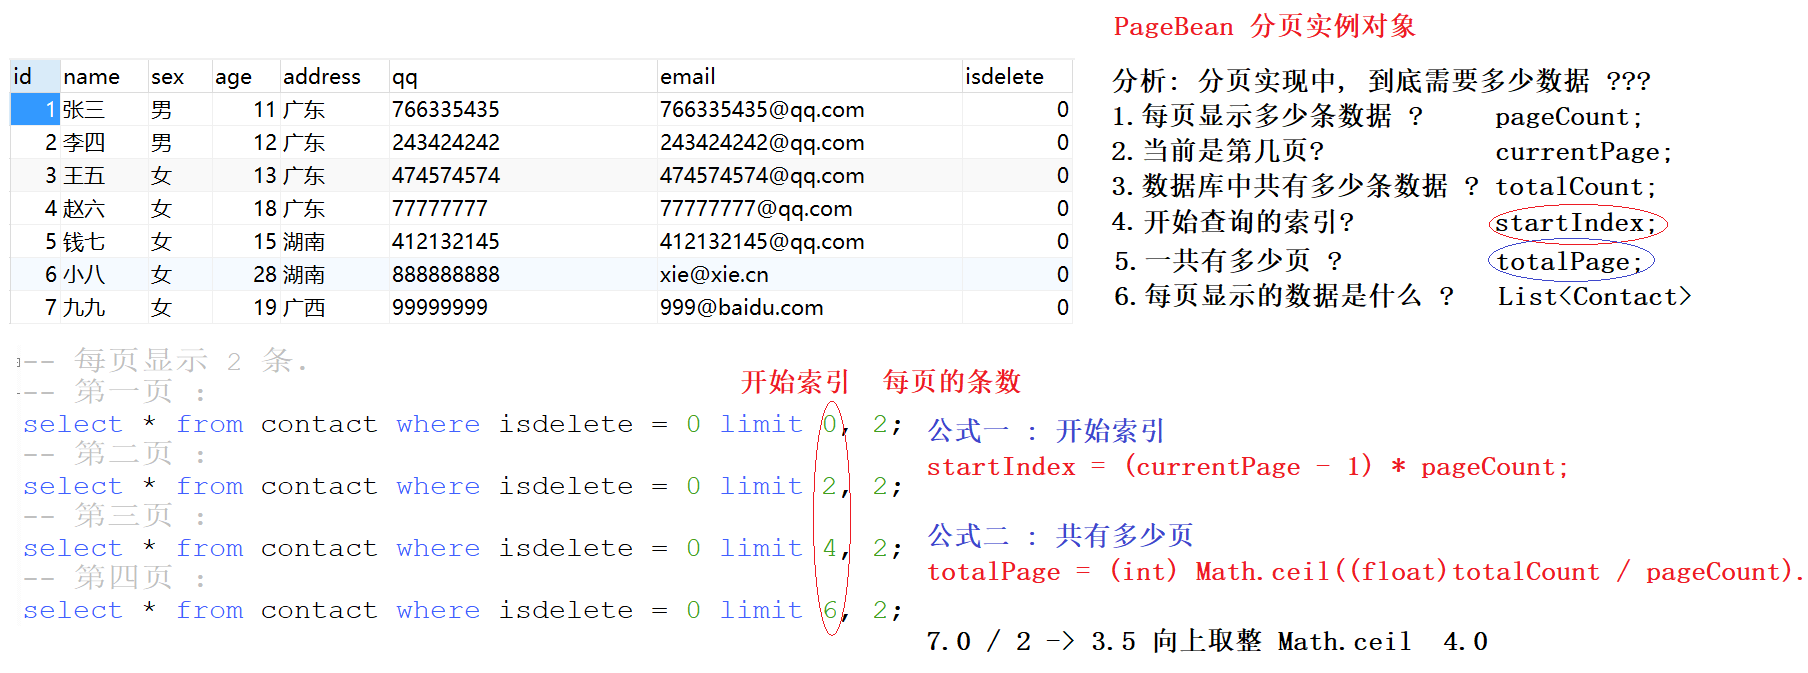 PageBean 分页实例对象
id name sex age address qq email isdelete
1 张三 男 11 广东 766335435 766335435@qq.com 0
2 李四 男 12 广东 243424242 243424242@qq.com 0
3 王五 女 13 广东 474574574 474574574@qq.com 0
4 赵六 女 18 广东 77777777 77777777@qq.com 0
5 钱七 女 15 湖南 412132145 412132145@qq.com 0
6 小八 女 28 湖南 888888888 xie@xie.cn 0
7 九九 女 19 广西 99999999 999@baidu.com 0
分析: 分页实现中, 到底需要多少数据 ???
1.每页显示多少条数据 ? pageCount;
2.当前是第几页? currentPage;
3.数据库中共有多少条数据 ? totalCount;
4.开始查询的索引? startIndex;
5.一共有多少页 ? totalPage;
6.每页显示的数据是什么 ? List<Contact>
-- 每页显示 2 条.
-- 第一页 :
开始索引 每页的条数
select * from contact where isdelete = 0 limit 0, 2;
-- 第二页 :
select * from contact where isdelete = 0 limit 2, 2;
-- 第三页 :
select * from contact where isdelete = 0 limit 4, 2;
-- 第四页 :
select * from contact where isdelete = 0 limit 6, 2;
公式一 : 开始索引
startIndex = (currentPage - 1) * pageCount;
公式二 : 共有多少页
totalPage = (int) Math.ceil((float)totalCount / pageCount).
7.0 / 2 -> 3.5 向上取整 Math.ceil 4.0